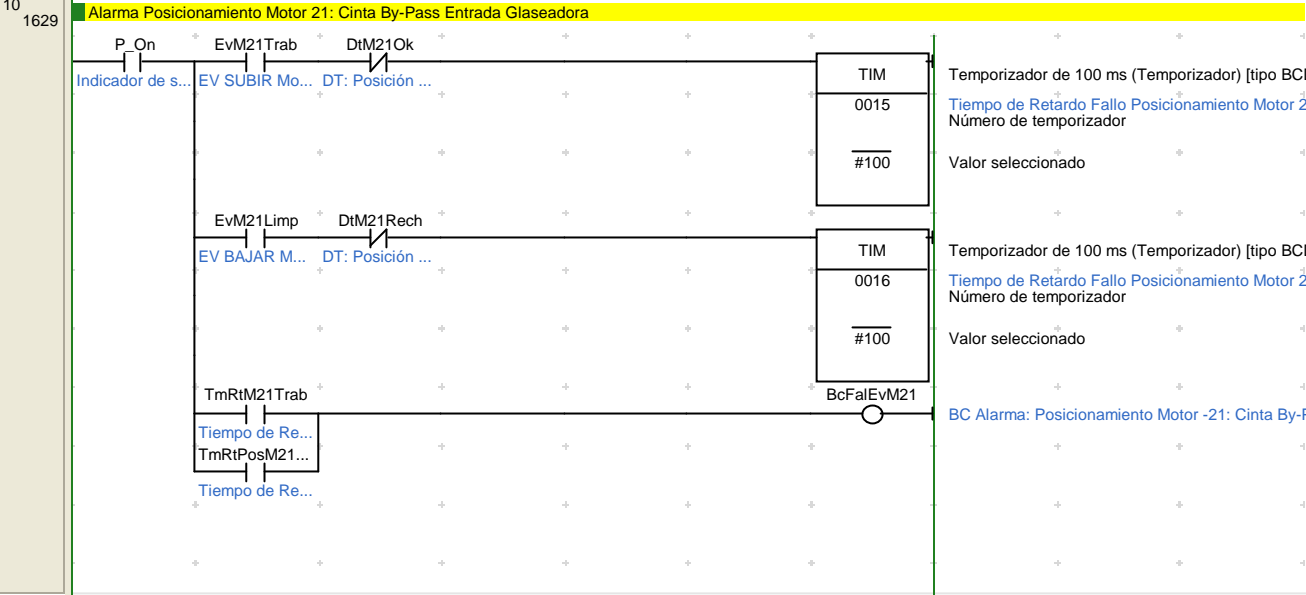 10
1629
Alarma Posicionamiento Motor 21: Cinta By-Pass Entrada Glaseadora
P_On EvM21Trab DtM21Ok
Indicador de s... EV SUBIR Mo... DT: Posición ...
TIM
Temporizador de 100 ms (Temporizador) [tipo BC
0015
Tiempo de Retardo Fallo Posicionamiento Motor 2
Número de temporizador
#100
Valor seleccionado
EvM21Limp DtM21Rech
EV BAJAR M... DT: Posición ...
TIM
Temporizador de 100 ms (Temporizador) [tipo BC
0016
Tiempo de Retardo Fallo Posicionamiento Motor 2
Número de temporizador
#100
Valor seleccionado
TmRtM21Trab BcFalEvM21
BC Alarma: Posicionamiento Motor -21: Cinta By-
Tiempo de Re...
TmRtPosM21...
Tiempo de Re...